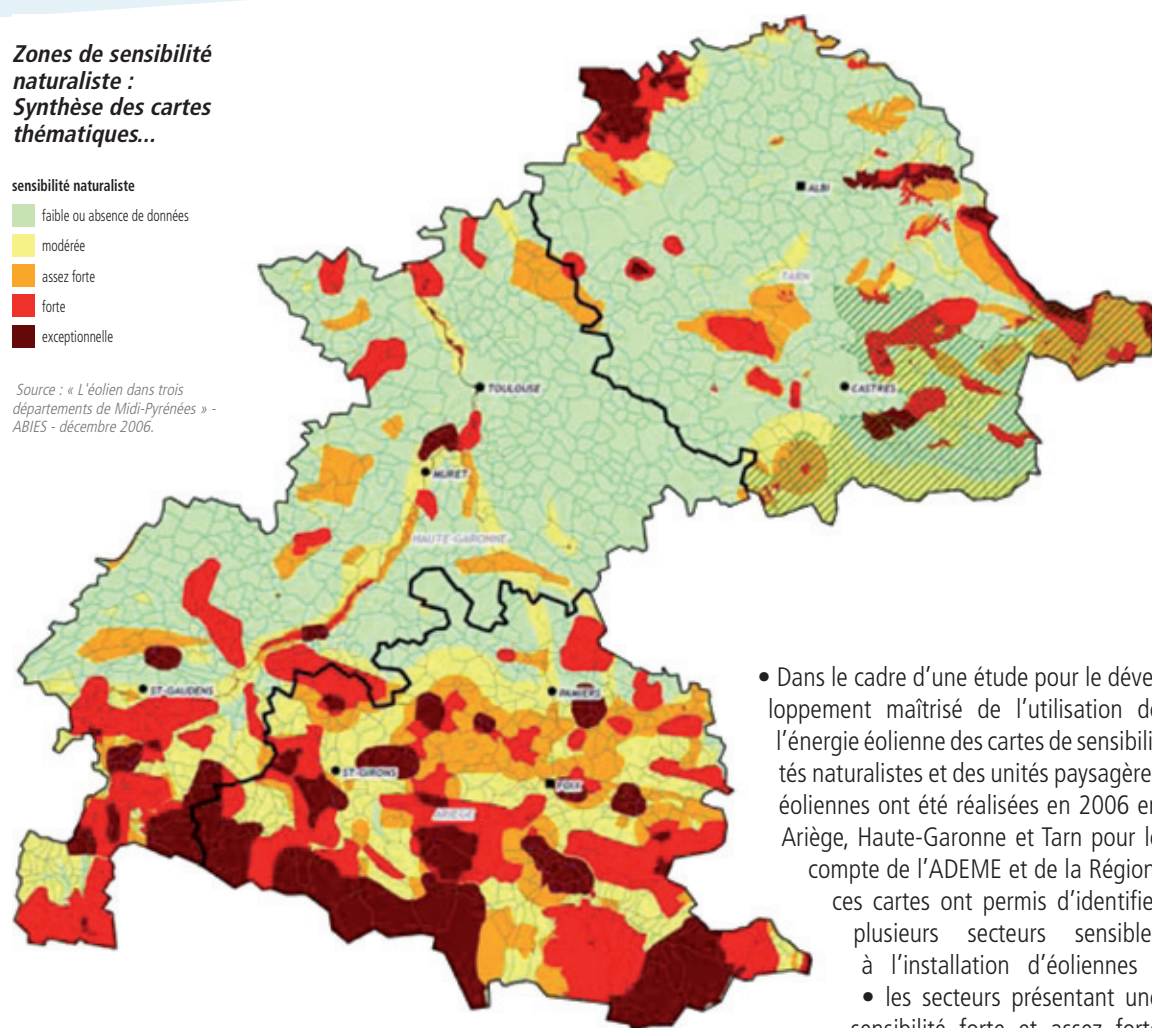 Zones de sensibilité
naturaliste :
Synthèse des cartes
thématiques...
sensibilité naturaliste
faible ou absence de données
modérée
assez forte
forte
exceptionnelle
Source : « L'éolien dans trois
départements de Midi-Pyrénées » -
ABIES - décembre 2006.
ALBI
TARN
TOULOUSE
CASTRES
MURET
HAUTE-GARONNE
ST-GAUDENS
PAMIERS
ST-GIRONS
FOIX
ARIEGE
• Dans le cadre d'une étude pour le déve
loppement maîtrisé de l'utilisation de
l'énergie éolienne des cartes de sensibili
tés naturalistes et des unités paysagère
éoliennes ont été réalisées en 2006 en
Ariège, Haute-Garonne et Tarn pour le
compte de l'ADEME et de la Région
ces cartes ont permis d'identifie
plusieurs secteurs sensible
à l'installation d'éoliennes
• les secteurs présentant une
sensibilité forte et assez forte